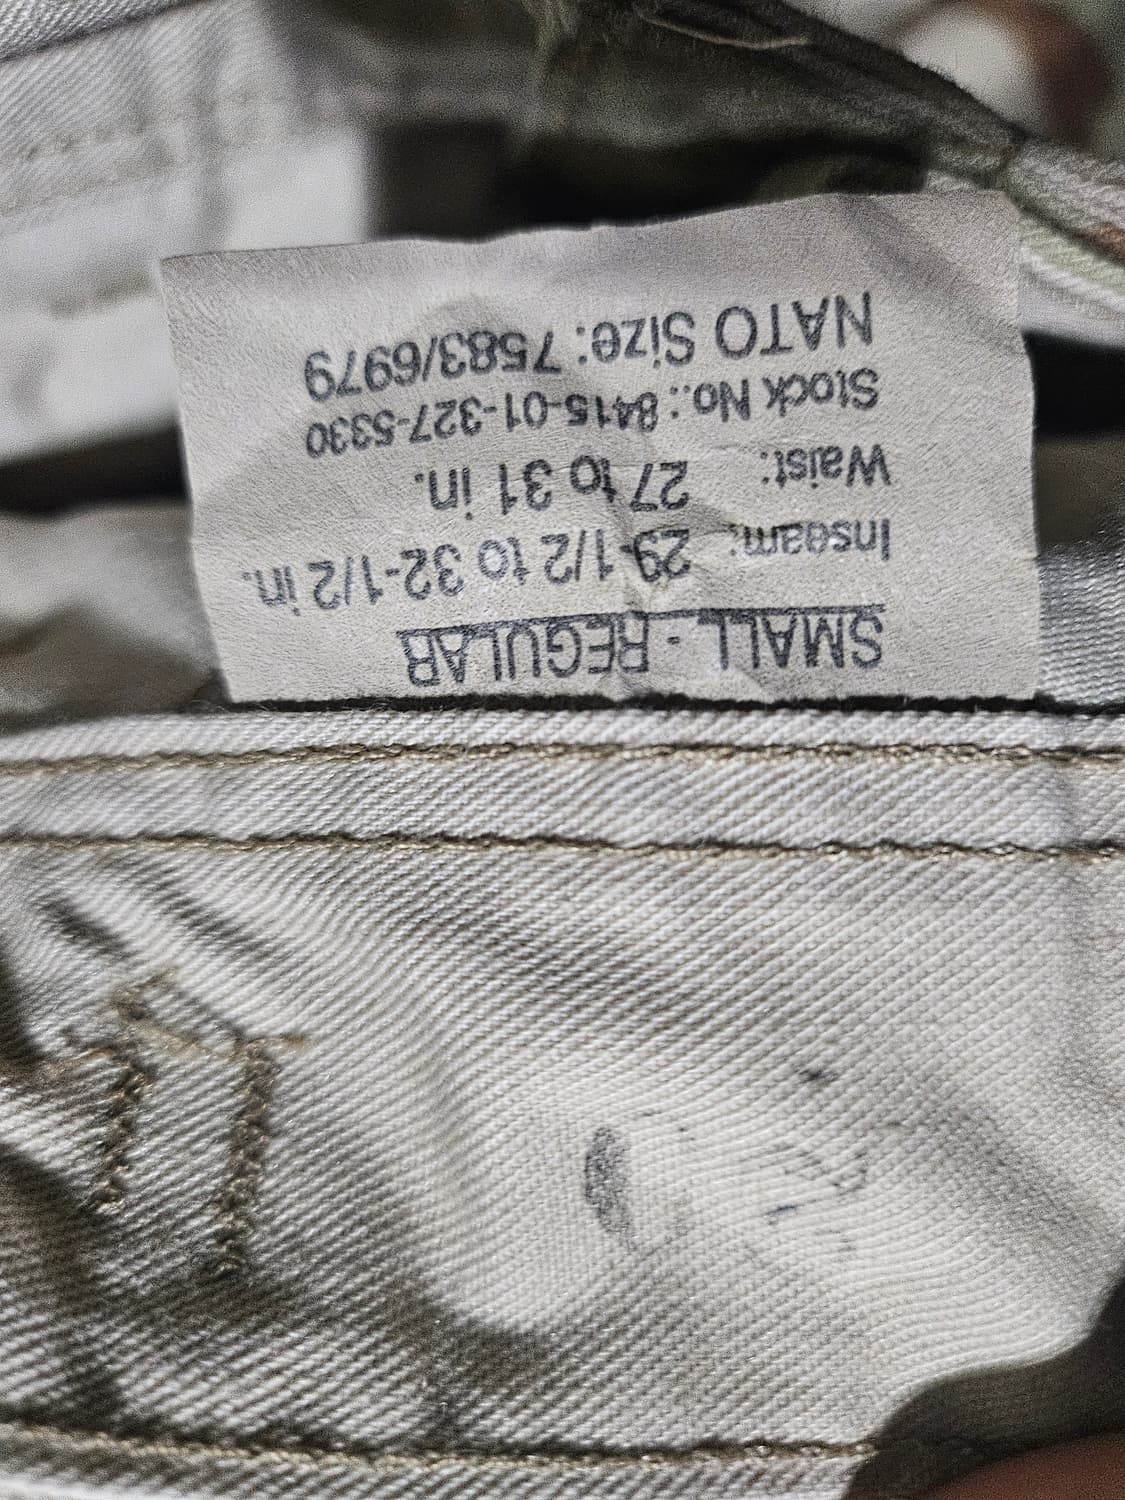 SMALL - REGULAR
Inseam: 29-1/2 to 32-1/2 in.
Waist: 27 to 31 in.
Stock No.: 8415-01-327-5330
NATO Size: 7583/6979